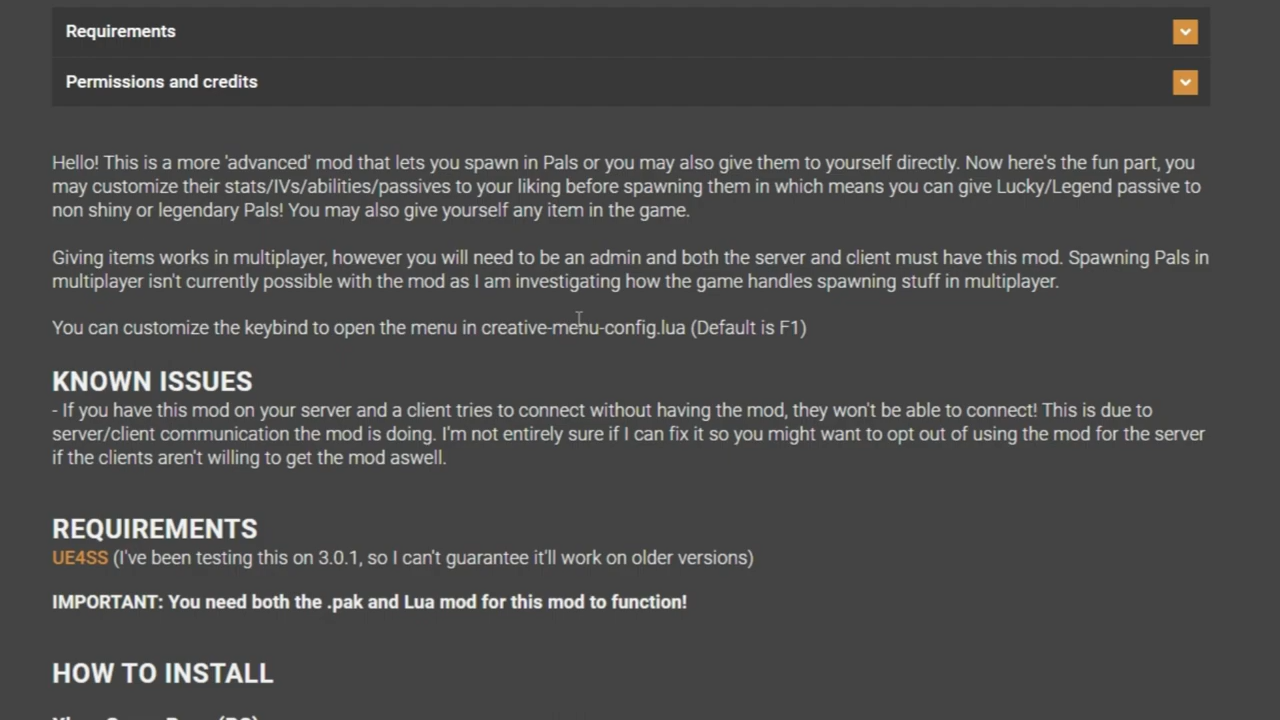 Requirements
Permissions and credits
Hello! This is a more 'advanced' mod that lets you spawn in Pals or you may also give them to yourself directly. Now here's the fun part, you
may customize their stats/IVs/abilities/passives to your liking before spawning them in which means you can give Lucky/Legend passive to
non shiny or legendary Pals! You may also give yourself any item in the game.
Giving items works in multiplayer, however you will need to be an admin and both the server and client must have this mod. Spawning Pals in
multiplayer isn't currently possible with the mod as I am investigating how the game handles spawning stuff in multiplayer.
You can customize the keybind to open the menu in creative-menu-config.lua (Default is F1)
KNOWN ISSUES
- If you have this mod on your server and a client tries to connect without having the mod, they won't be able to connect! This is due to
server/client communication the mod is doing. I'm not entirely sure if I can fix it so you might want to opt out of using the mod for the server
if the clients aren't willing to get the mod aswell.
REQUIREMENTS
UE4SS (I've been testing this on 3.0.1, so I can't guarantee it'll work on older versions)
IMPORTANT: You need both the .pak and Lua mod for this mod to function!
HOW TO INSTALL